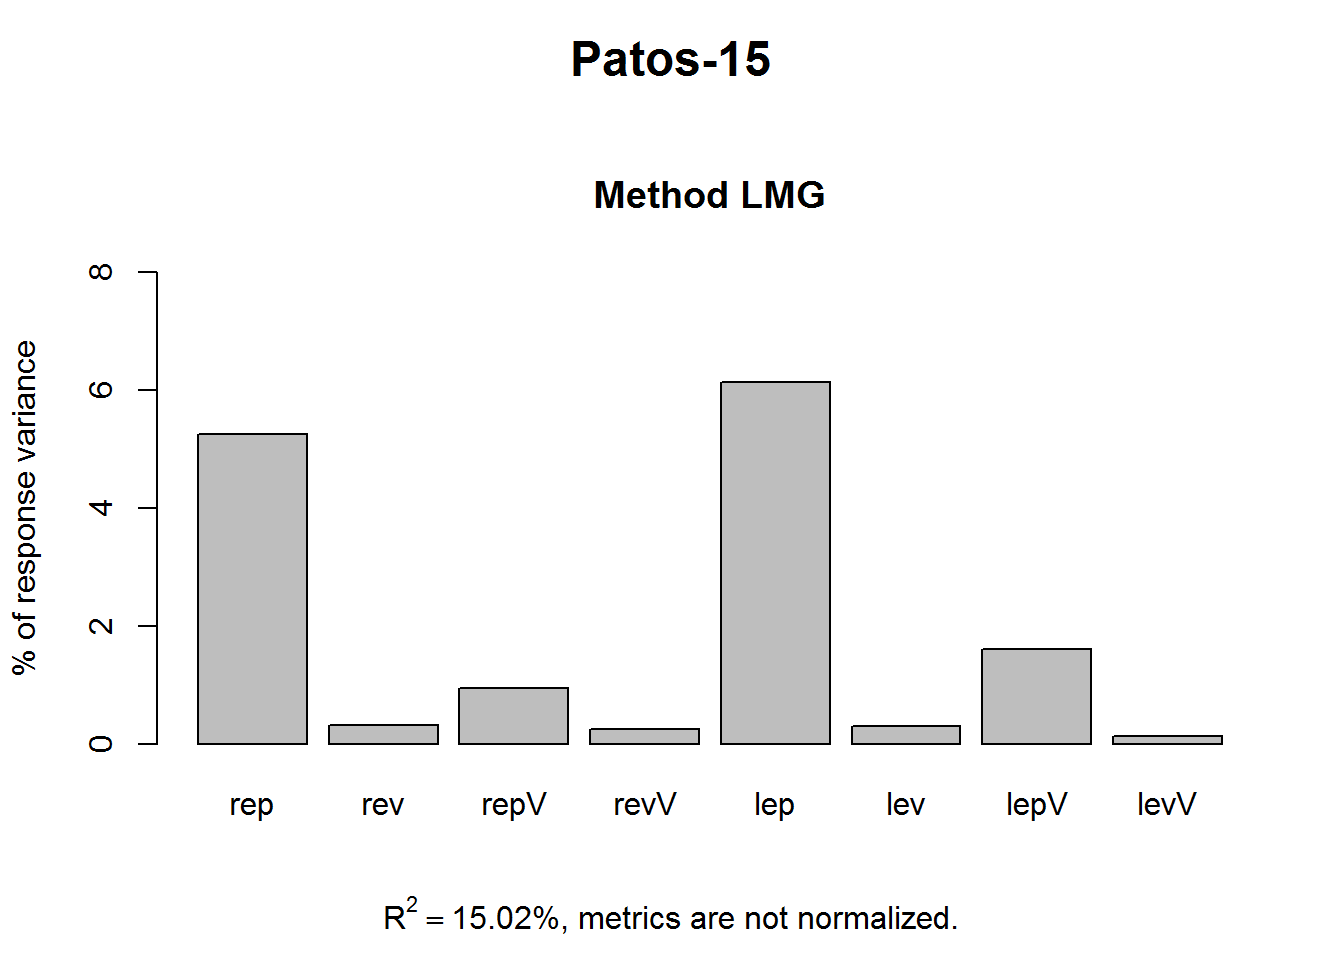 Patos-15
Method LMG
% of response variance
8
6
4
2
0
rep rev repV revV lep lev lepV levV
R² = 15.02%, metrics are not normalized.